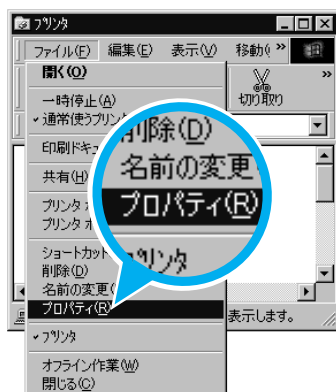 プリンタ
ファイル(F) 編集(E) 表示(V) 移動( »
開く(O)
一時停止(A)
通常使うプリン
印刷ドキュ
共有(H)
プリンタ
プリンタ
ショートカッ
削除(D)
名前の変更(
プロパティ(R)
プリンタ
オフライン作業(W)
閉じる(C)
切り取り
»
削除(D)
名前の変更
プロパティ(R)
プリンタ
表示します。